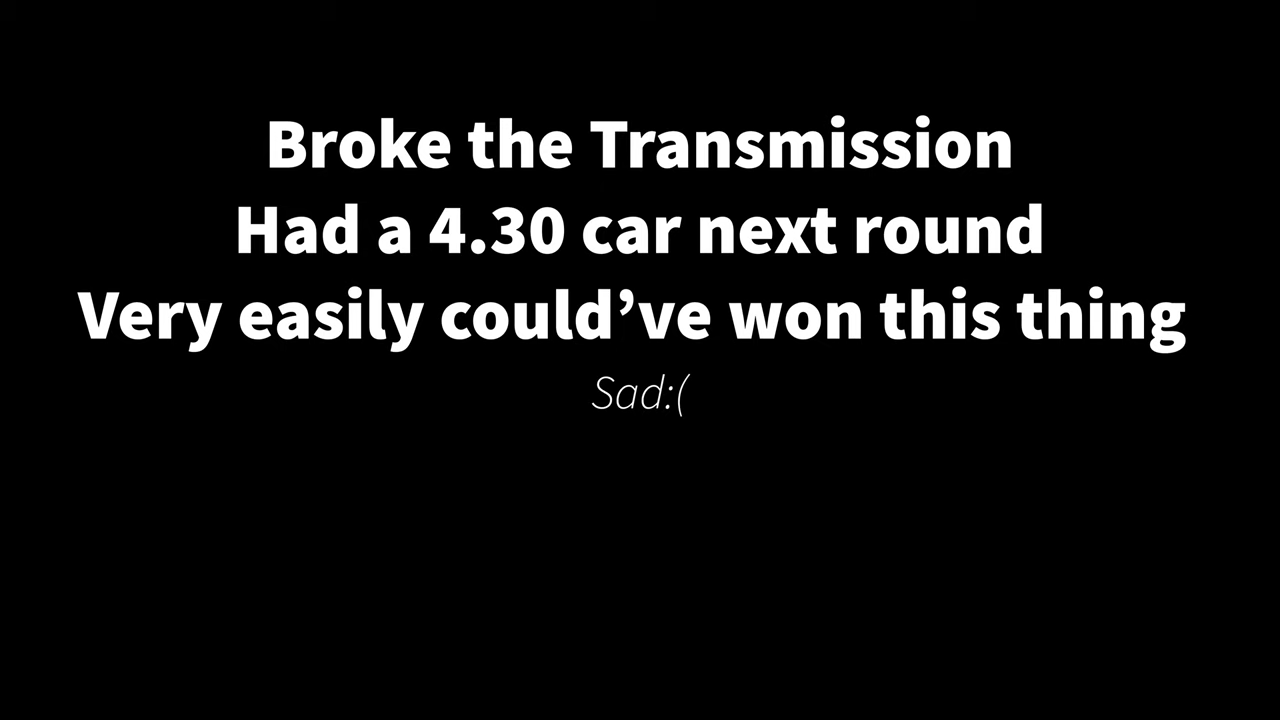 Broke the Transmission
Had a 4.30 car next round
Very easily could’ve won this thing
Sad:(